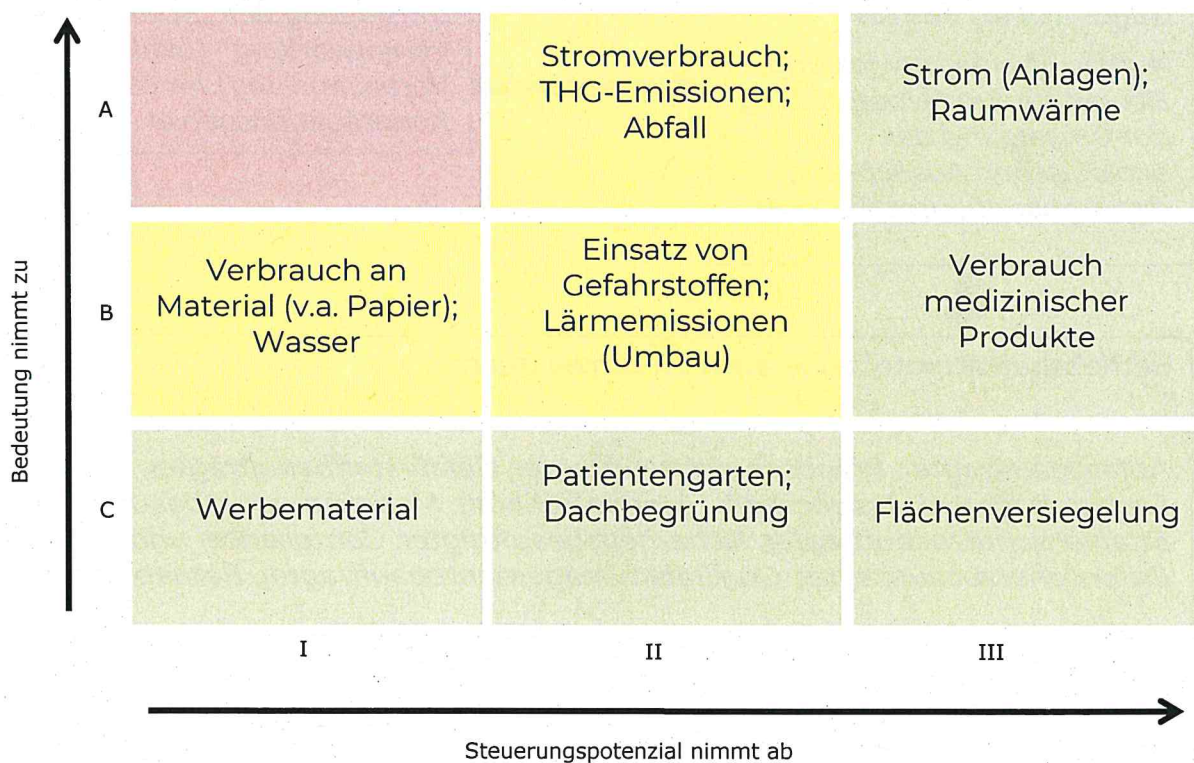 Bedeutung nimmt zu
A
Stromverbrauch;
THG-Emissionen;
Abfall
Strom (Anlagen);
Raumwärme
B
Verbrauch an
Material (v.a. Papier);
Wasser
Einsatz von
Gefahrstoffen;
Lärmemissionen
(Umbau)
Verbrauch
medizinischer
Produkte
C
Werbematerial
Patientengarten;
Dachbegrünung
Flächenversiegelung
I
II
III
Steuerungspotenzial nimmt ab